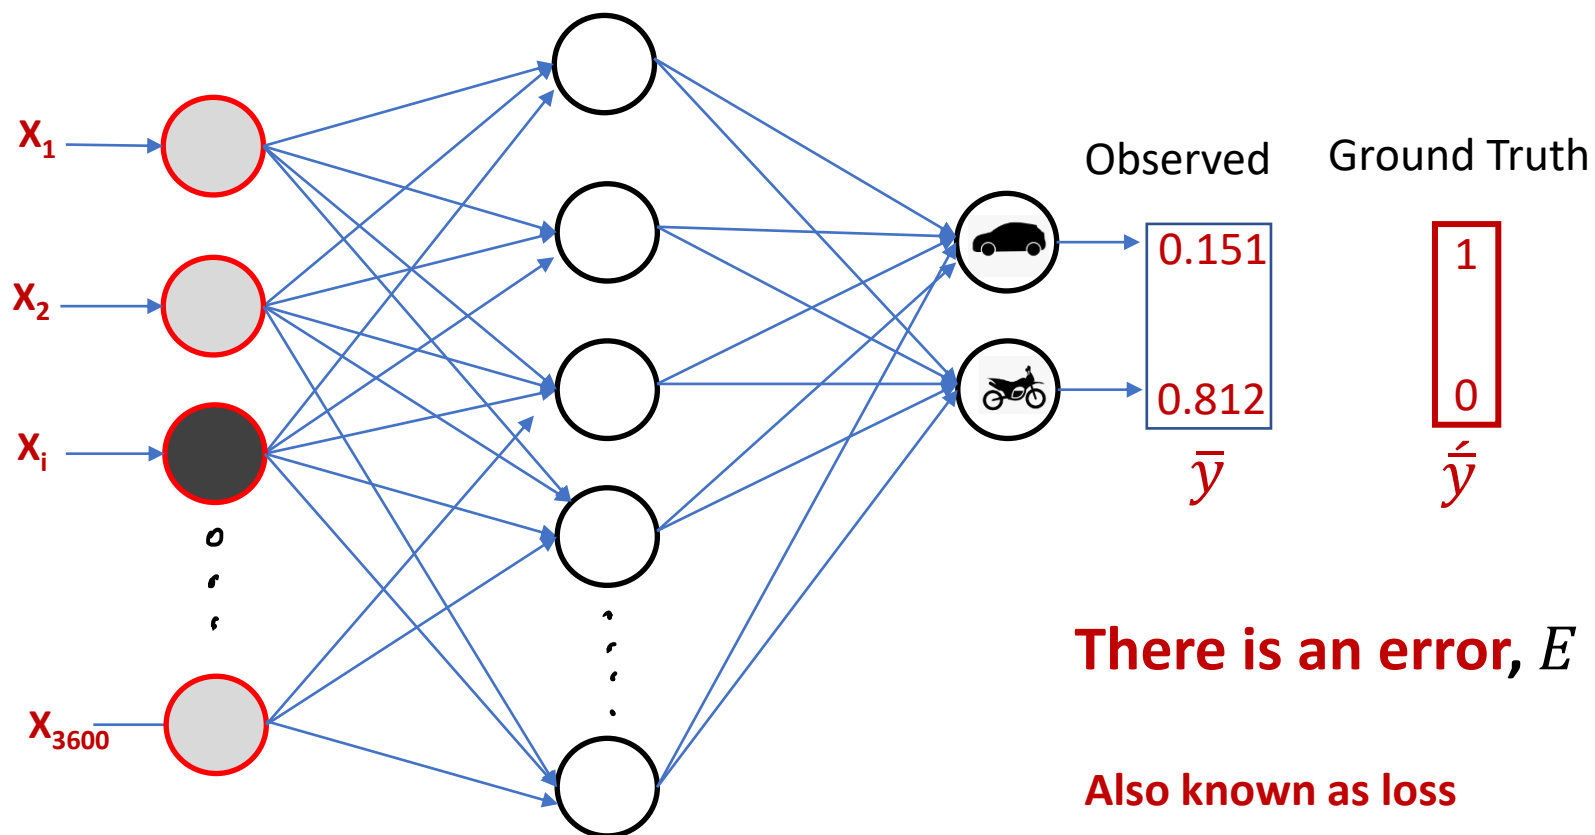 X₁
X₂
Xᵢ
X₃₆₀₀
Observed
Ground Truth
0.151
0.812
1
0
ȳ
ȳ́
There is an error, E
Also known as loss